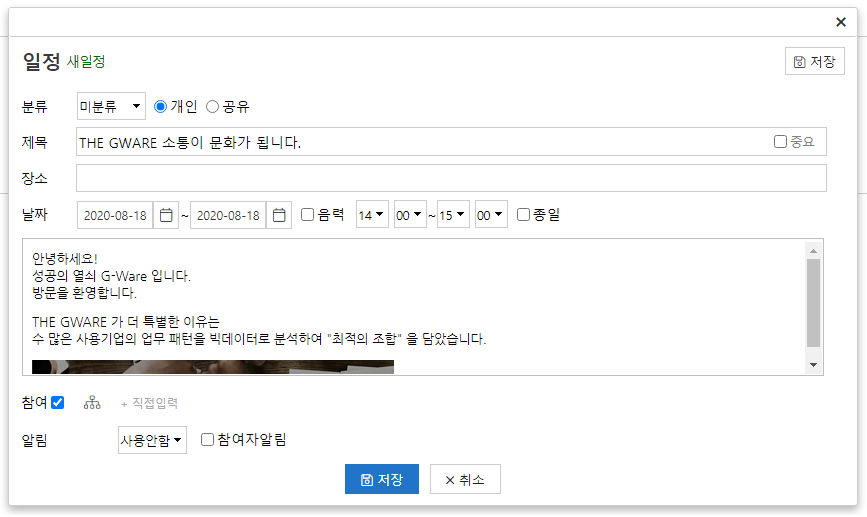 일정 새일정
저장
분류 미분류 개인 공유
제목 THE GWARE 소통이 문화가 됩니다. 중요
장소
날짜 2020-08-18 ~ 2020-08-18 음력 14 00 ~ 15 00 종일
안녕하세요!
성공의 열쇠 G-Ware 입니다.
방문을 환영합니다.
THE GWARE 가 더 특별한 이유는
수 많은 사용기업의 업무 패턴을 빅데이터로 분석하여 "최적의 조합" 을 담았습니다.
참여 + 직접입력
알림 사용안함 참여자알림
저장 취소